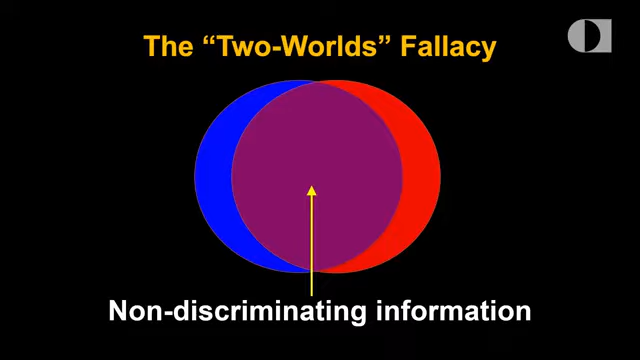 The “Two-Worlds” Fallacy
Non-discriminating information